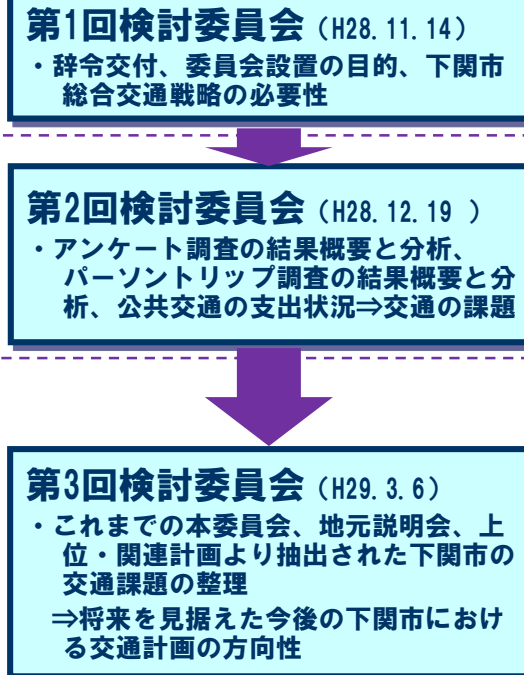 第1回検討委員会（H28.11.14）
・辞令交付、委員会設置の目的、下関市
総合交通戦略の必要性
第2回検討委員会（H28.12.19 ）
・アンケート調査の結果概要と分析、
パーソントリップ調査の結果概要と分
析、公共交通の支出状況⇒交通の課題
第3回検討委員会（H29.3.6）
・これまでの本委員会、地元説明会、上
位・関連計画より抽出された下関市の
交通課題の整理
⇒将来を見据えた今後の下関市におけ
る交通計画の方向性